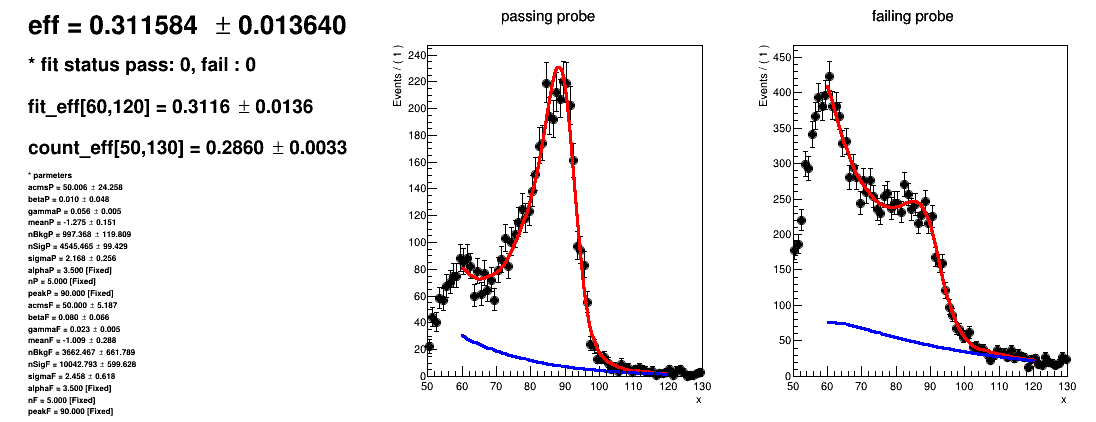 eff = 0.311584 ± 0.013640
* fit status pass: 0, fail : 0
fit_eff[60,120] = 0.3116 ± 0.0136
count_eff[50,130] = 0.2860 ± 0.0033
* parmeters
acmsP = 50.006 ± 24.258
betaP = 0.010 ± 0.048
gammaP = 0.056 ± 0.005
meanP = -1.275 ± 0.151
nBkgP = 997.368 ± 119.809
nSigP = 4545.465 ± 99.429
sigmaP = 2.168 ± 0.256
alphaP = 3.500 [Fixed]
nP = 5.000 [Fixed]
peakP = 90.000 [Fixed]
acmsF = 50.000 ± 5.187
betaF = 0.080 ± 0.066
gammaF = 0.023 ± 0.005
meanF = -1.009 ± 0.288
nBkgF = 3662.467 ± 661.789
nSigF = 10042.793 ± 599.628
sigmaF = 2.458 ± 0.618
alphaF = 3.500 [Fixed]
nF = 5.000 [Fixed]
peakF = 90.000 [Fixed]
passing probe
Events / ( 1 )
240
220
200
180
160
140
120
100
80
60
40
20
0
50 60 70 80 90 100 110 120 130
x
failing probe
Events / ( 1 )
450
400
350
300
250
200
150
100
50
0
50 60 70 80 90 100 110 120 130
x